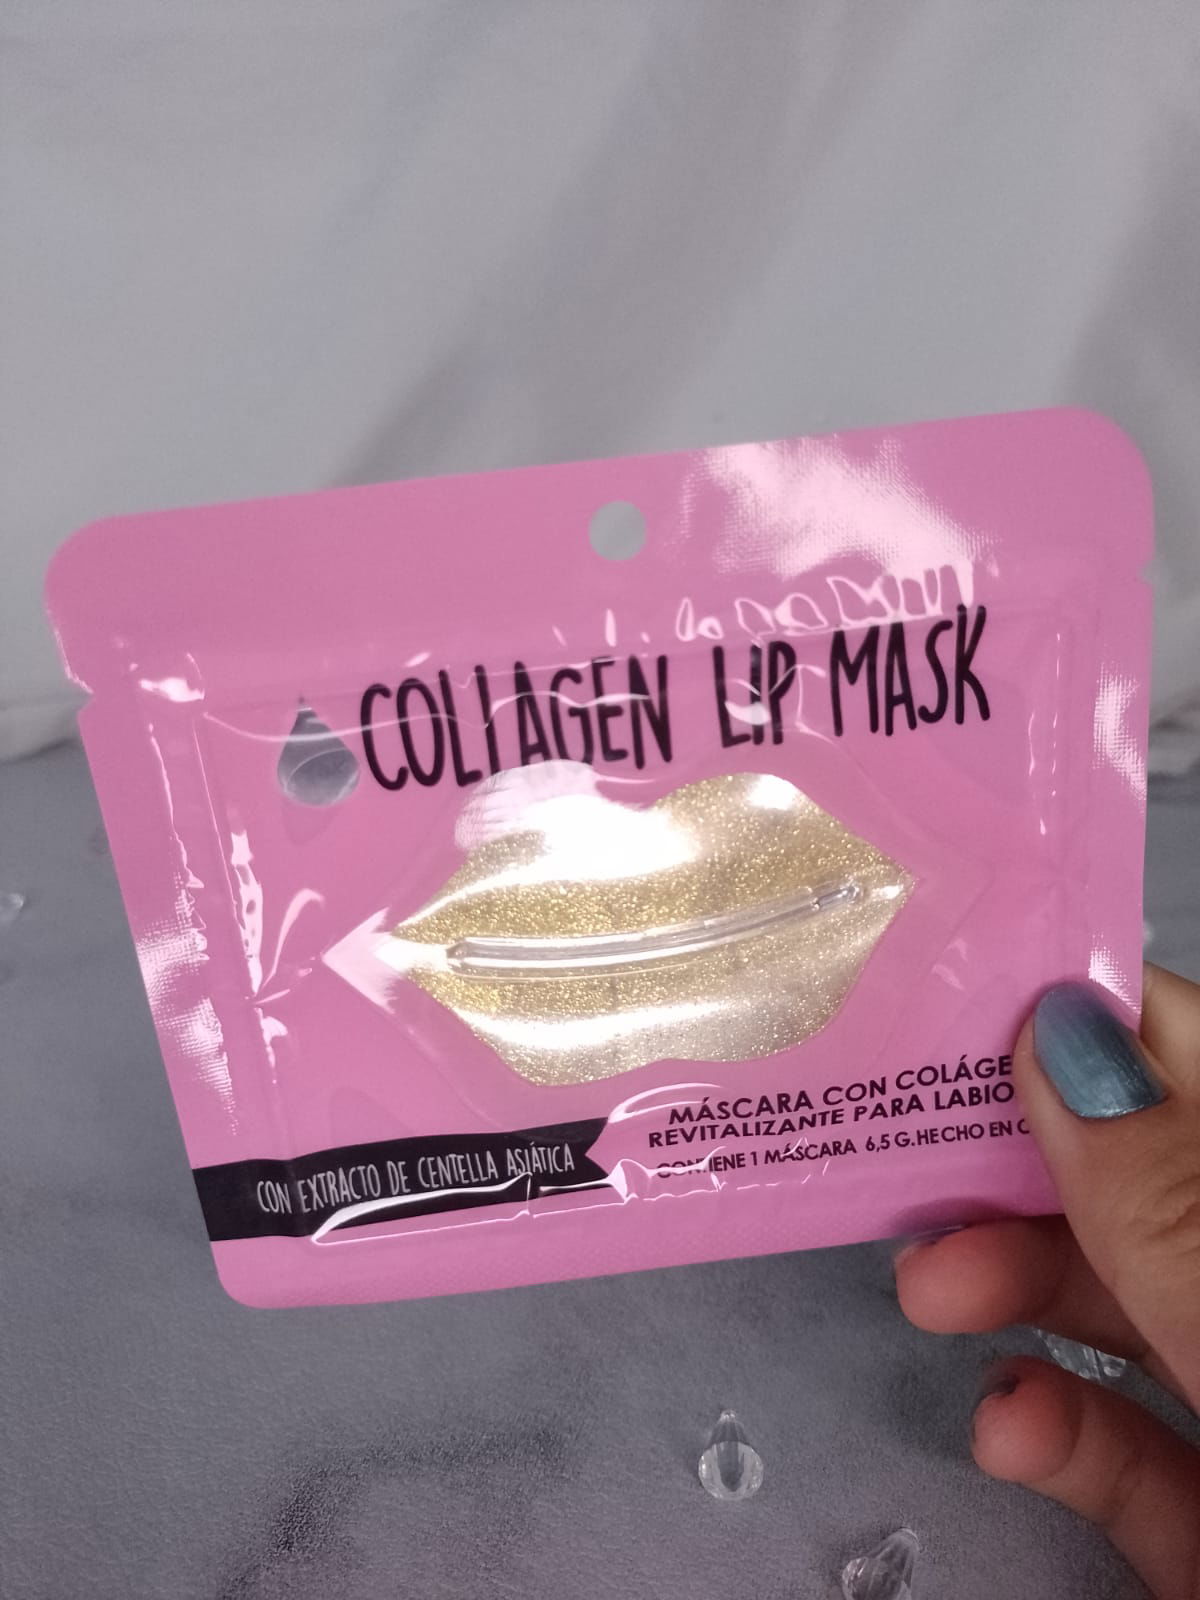 COLLAGEN LIP MASK
MÁSCARA CON COLÁGE
REVITALIZANTE PARA LABIO
CONTIENE 1 MÁSCARA 6,5 G. HECHO EN C
CON EXTRACTO DE CENTELLA ASIÁTICA